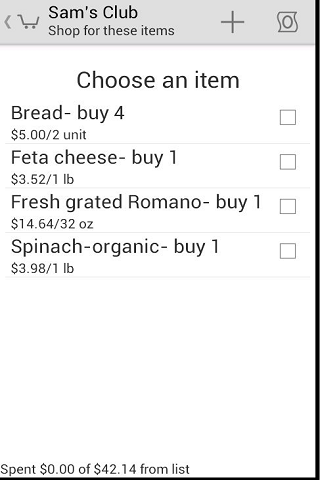 Sam's Club
Shop for these items
Choose an item
Bread- buy 4
$5.00/2 unit
Feta cheese- buy 1
$3.52/1 lb
Fresh grated Romano- buy 1
$14.64/32 oz
Spinach-organic- buy 1
$3.98/1 lb
Spent $0.00 of $42.14 from list